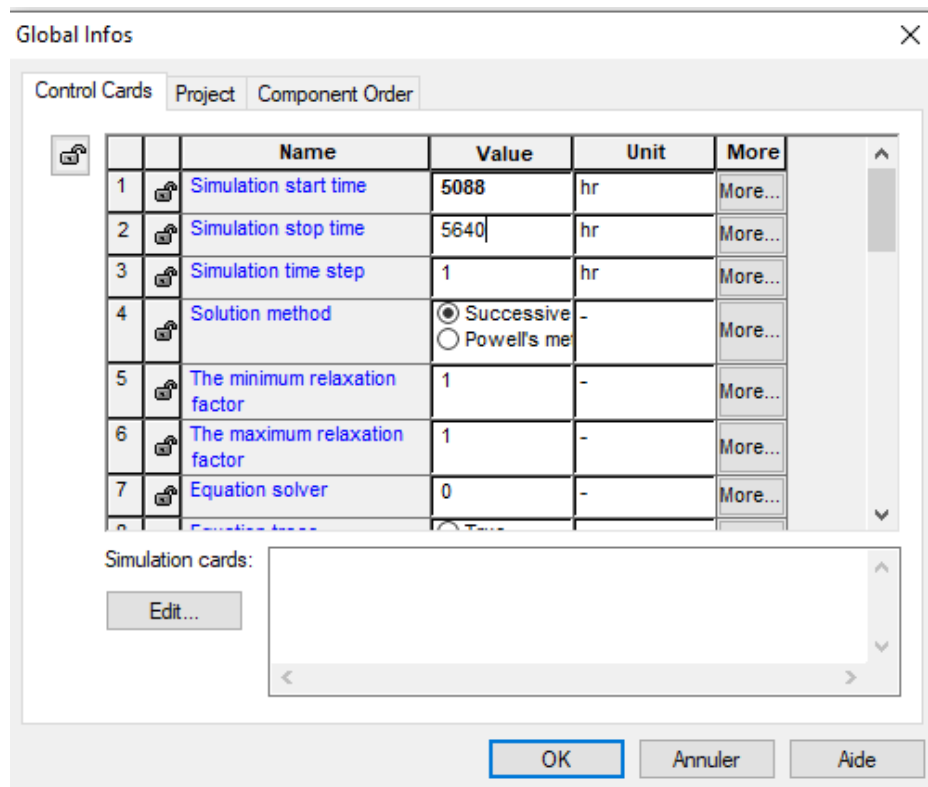 Global Infos
Control Cards Project Component Order
Name Value Unit More
1 Simulation start time 5088 hr More...
2 Simulation stop time 5640 hr More...
3 Simulation time step 1 hr More...
4 Solution method Successive - More...
Powell's me
5 The minimum relaxation 1 - More...
factor
6 The maximum relaxation 1 - More...
factor
7 Equation solver 0 - More...
Simulation cards:
Edit...
OK Annuler Aide